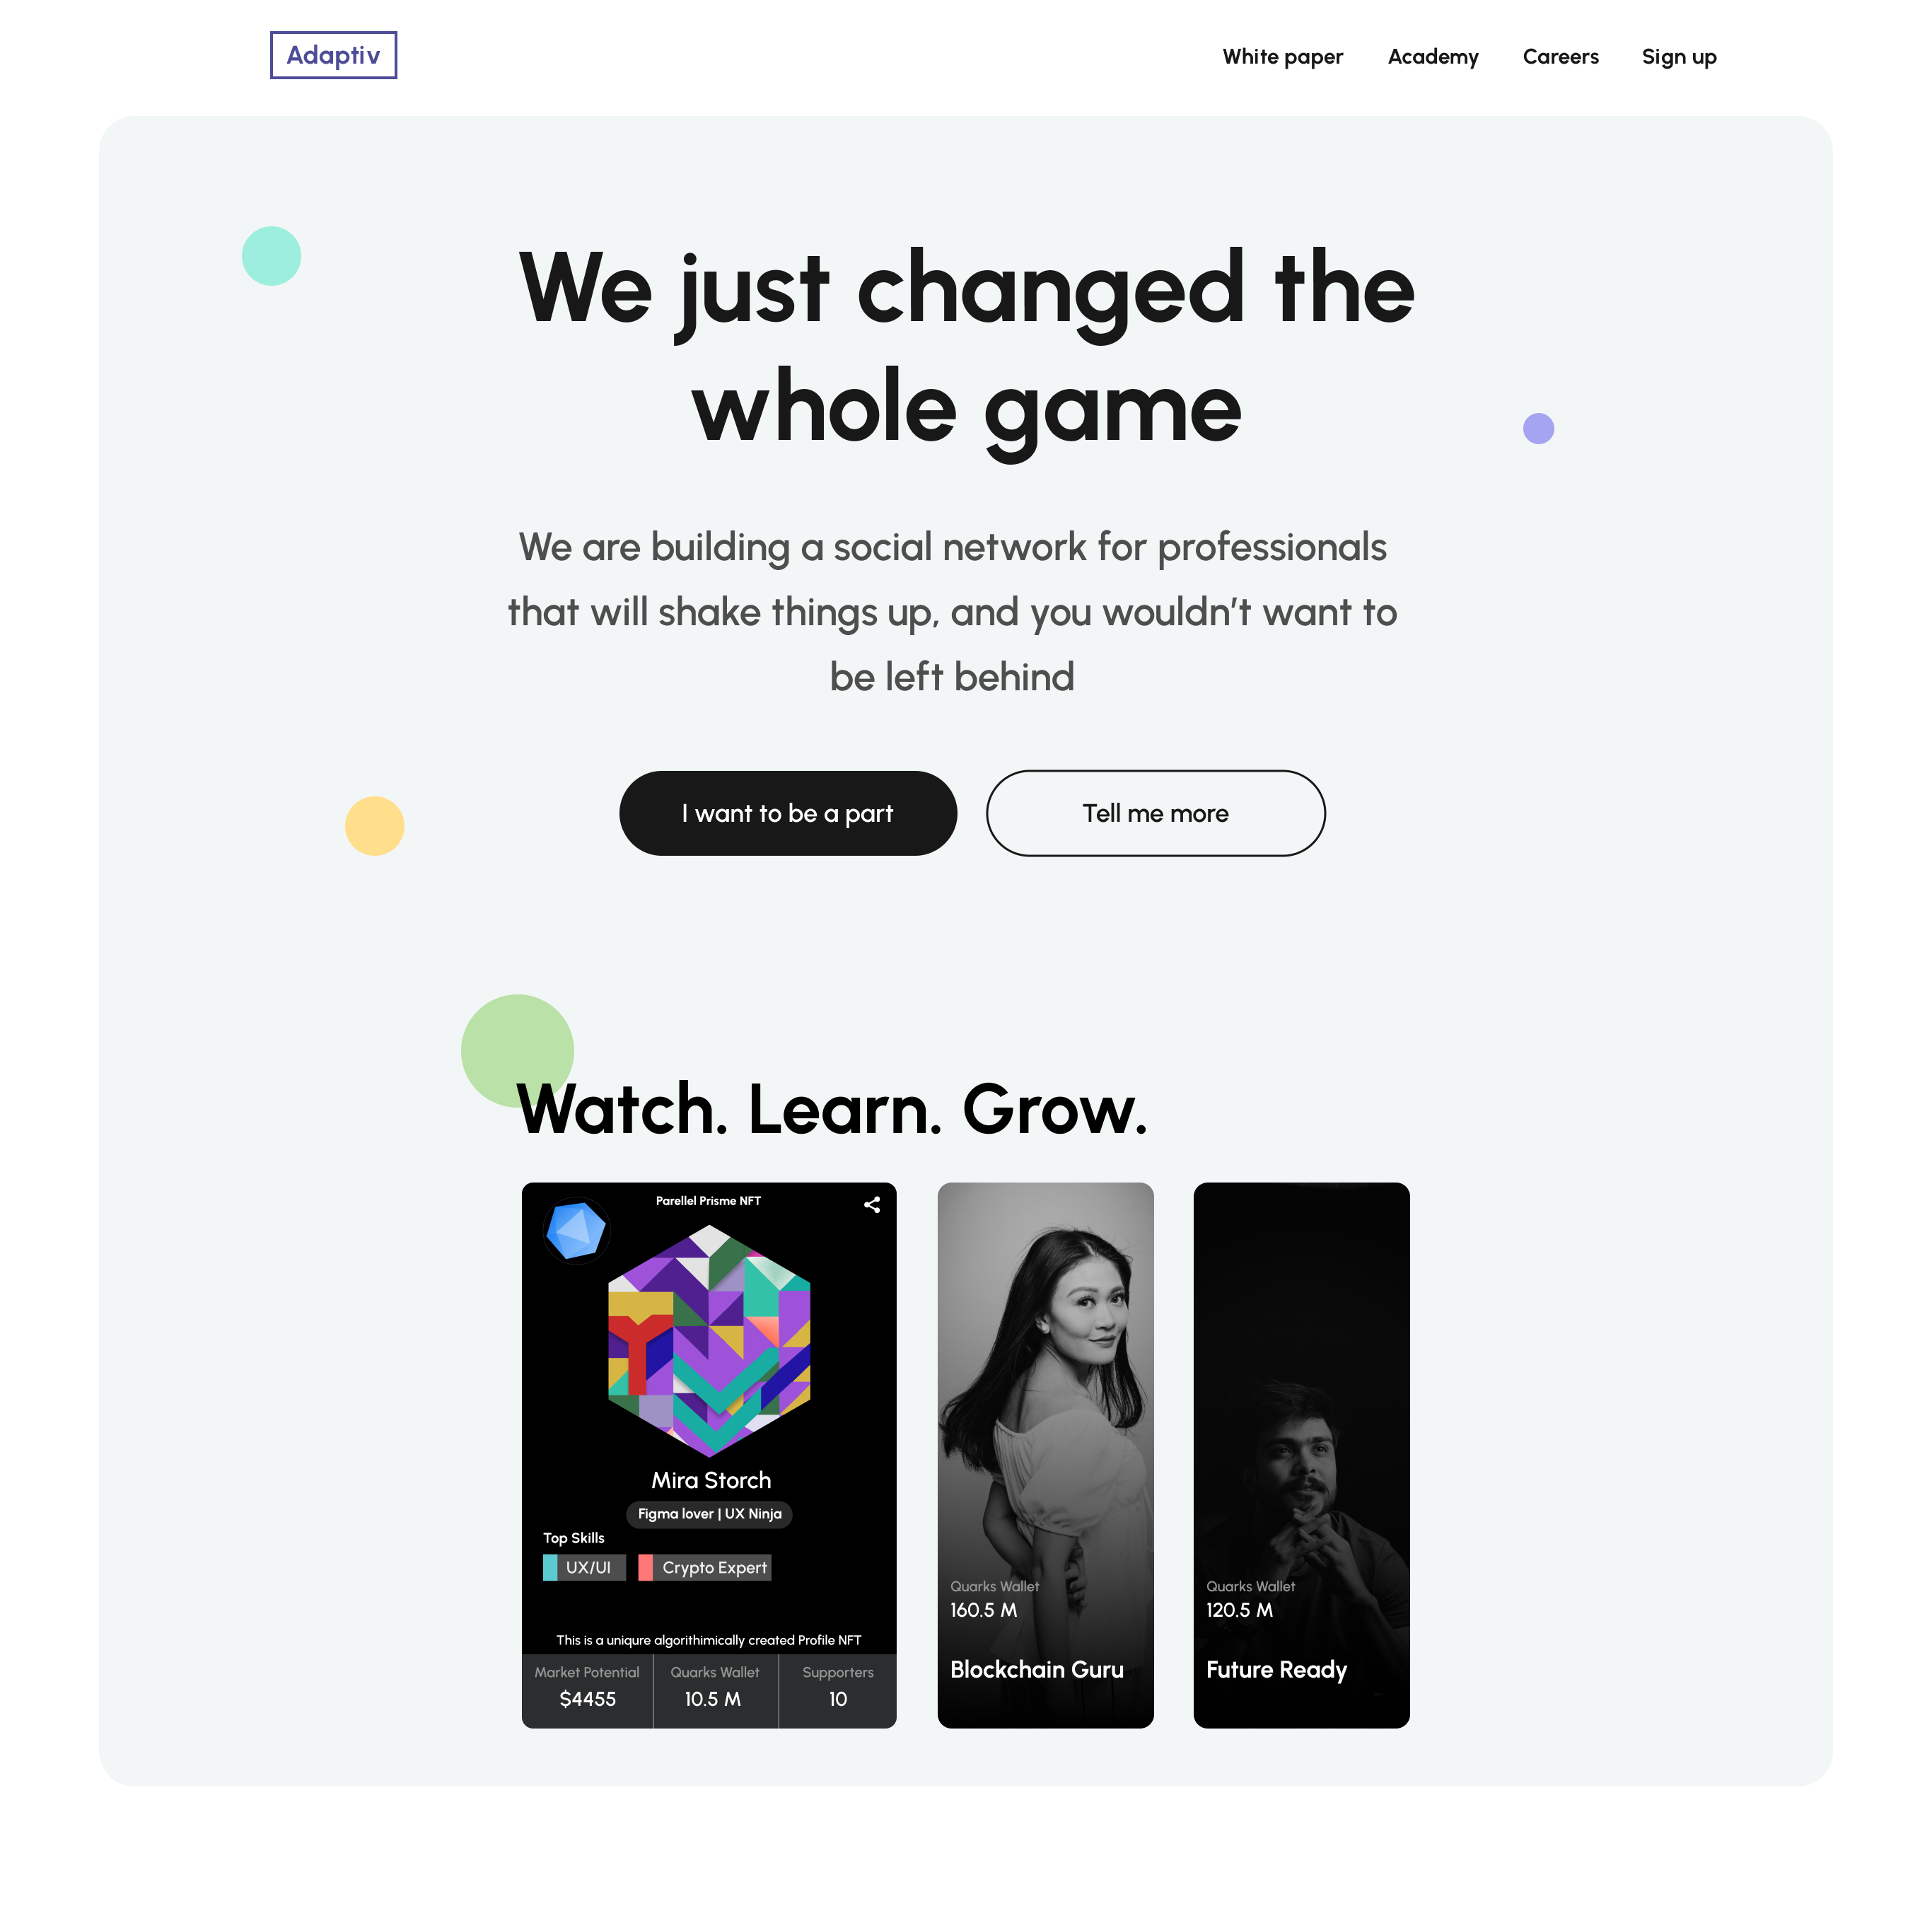 Adaptiv
White paper
Academy
Careers
Sign up
We just changed the
whole game
We are building a social network for professionals
that will shake things up, and you wouldn't want to
be left behind
I want to be a part
Tell me more
Watch. Learn. Grow.
Parellel Prisme NFT
Mira Storch
Figma lover | UX Ninja
Top Skills
UX/UI
Crypto Expert
This is a uniqure algorithimically created Profile NFT
Market Potential
$4455
Quarks Wallet
10.5 M
Supporters
10
Quarks Wallet
160.5 M
Blockchain Guru
Quarks Wallet
120.5 M
Future Ready